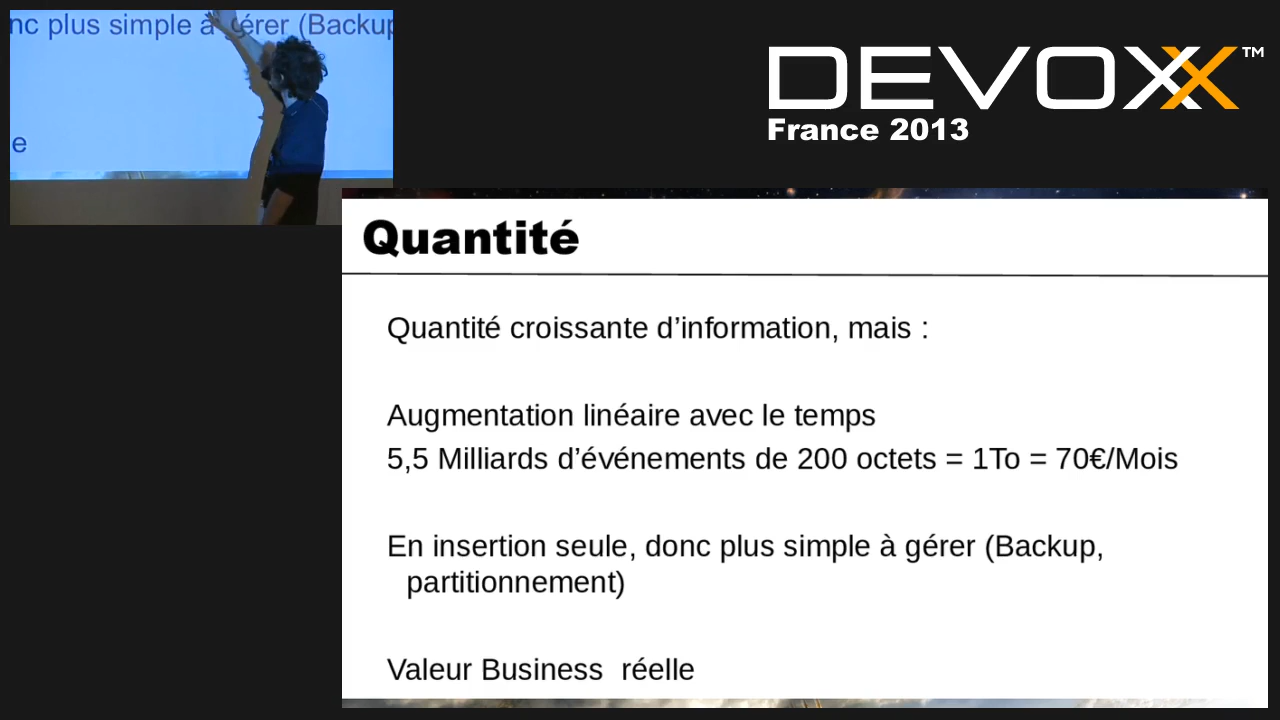 nc plus simple à gérer (Backup
e
DEVOXX™
France 2013
Quantité
Quantité croissante d’information, mais :
Augmentation linéaire avec le temps
5,5 Milliards d’événements de 200 octets = 1To = 70€/Mois
En insertion seule, donc plus simple à gérer (Backup,
partitionnement)
Valeur Business  réelle